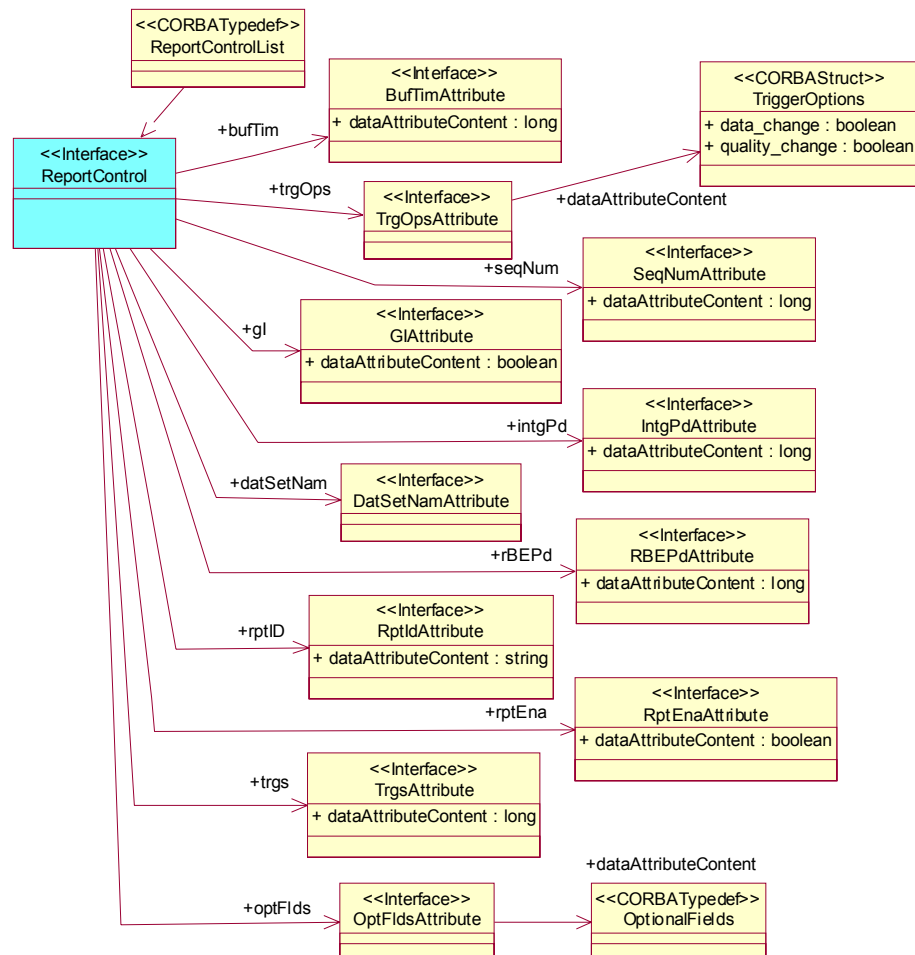 <<CORBATypedef>>
ReportControlList
<<Interface>>
BufTimAttribute
+ dataAttributeContent : long
<<CORBAStruct>>
TriggerOptions
+ data_change : boolean
+ quality_change : boolean
+bufTim
<<Interface>>
ReportControl
+trgOps
<<Interface>>
TrgOpsAttribute
+dataAttributeContent
+seqNum
<<Interface>>
SeqNumAttribute
+ dataAttributeContent : long
+gI
<<Interface>>
GIAttribute
+ dataAttributeContent : boolean
+intgPd
<<Interface>>
IntgPdAttribute
+ dataAttributeContent : long
+datSetNam
<<Interface>>
DatSetNamAttribute
+rBEPd
<<Interface>>
RBEPdAttribute
+ dataAttributeContent : long
+rptID
<<Interface>>
RptIdAttribute
+ dataAttributeContent : string
+rptEna
<<Interface>>
RptEnaAttribute
+ dataAttributeContent : boolean
+trgs
<<Interface>>
TrgsAttribute
+ dataAttributeContent : long
+dataAttributeContent
+optFlds
<<Interface>>
OptFldsAttribute
<<CORBATypedef>>
OptionalFields